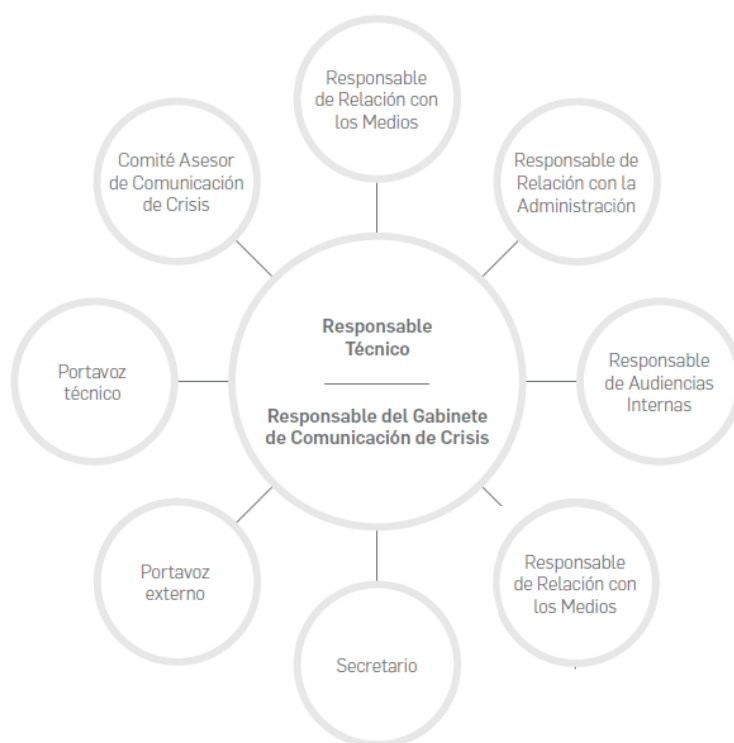 Responsable
de Relación con
los Medios
Comité Asesor
de Comunicación
de Crisis
Responsable de
Relación con la
Administración
Responsable
Técnico
Responsable del Gabinete
de Comunicación de Crisis
Portavoz
técnico
Responsable
de Audiencias
Internas
Portavoz
externo
Responsable
de Relación con
los Medios
Secretario